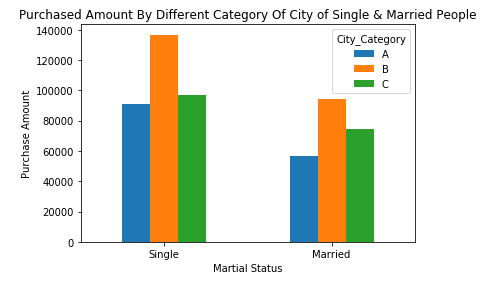 Purchased Amount By Different Category Of City of Single & Married People
140000
120000
100000
80000
60000
40000
20000
0
Purchase Amount
City_Category
A
B
C
Single
Married
Martial Status